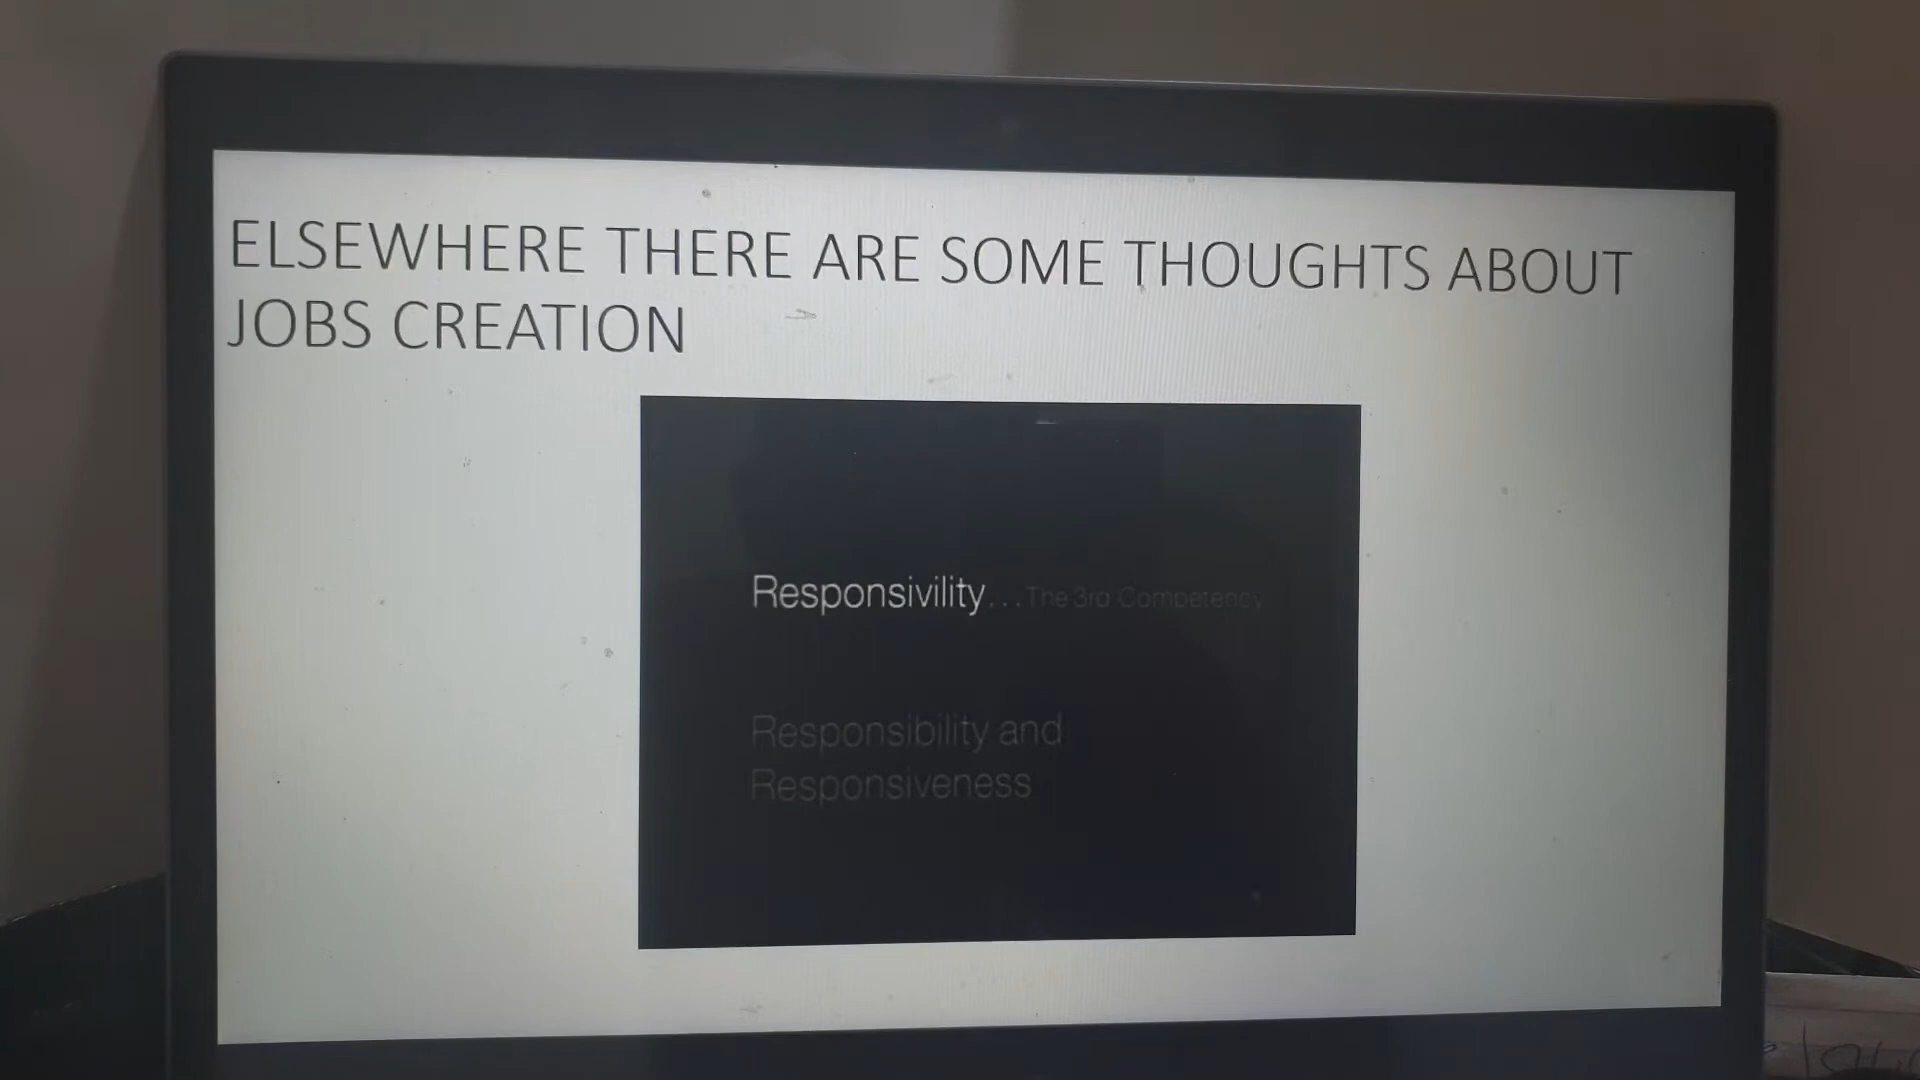 ELSEWHERE THERE ARE SOME THOUGHTS ABOUT
JOBS CREATION
Responsivility... The 3rd Competency
Responsibility and
Responsiveness